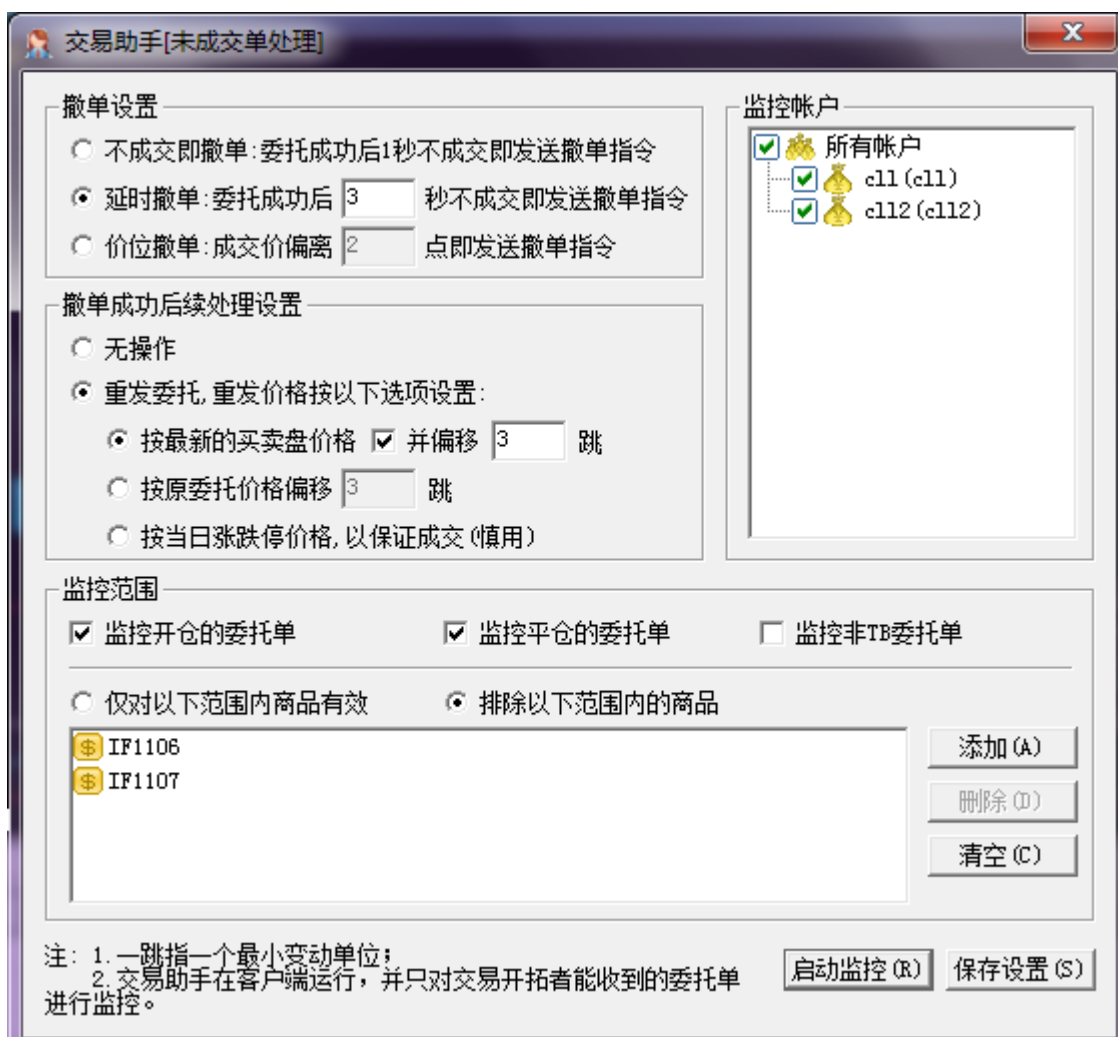 交易助手[未成交单处理]
撤单设置
不成交即撤单:委托成功后1秒不成交即发送撤单指令
延时撤单:委托成功后 3 秒不成交即发送撤单指令
价位撤单:成交价偏离 2 点即发送撤单指令
监控帐户
所有帐户
cll(cll)
cll2(cll2)
撤单成功后续处理设置
无操作
重发委托,重发价格按以下选项设置:
按最新的买卖盘价格 并偏移 3 跳
按原委托价格偏移 3 跳
按当日涨跌停价格,以保证成交(慎用)
监控范围
监控开仓的委托单 监控平仓的委托单 监控非TB委托单
仅对以下范围内商品有效 排除以下范围内的商品
IF1106
IF1107
添加(A)
删除(D)
清空(C)
注: 1.一跳指一个最小变动单位;
2.交易助手在客户端运行,并只对交易开拓者能收到的委托单
进行监控。
启动监控(R) 保存设置(S)